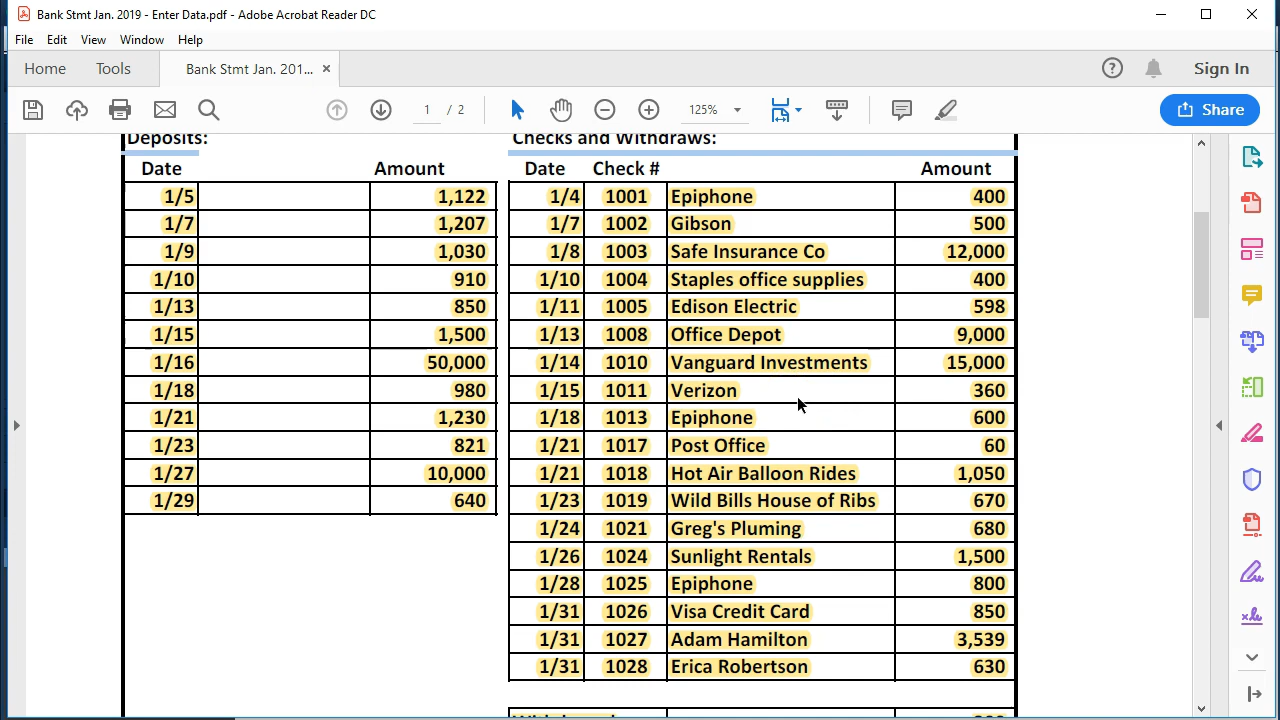 Bank Stmt Jan. 2019 - Enter Data.pdf - Adobe Acrobat Reader DC
File Edit View Window Help
Home Tools Bank Stmt Jan. 201... × Sign In
1 / 2 125% Share
Deposits: Checks and Withdraws:
Date Amount Date Check # Amount
1/5 1,122 1/4 1001 Epiphone 400
1/7 1,207 1/7 1002 Gibson 500
1/9 1,030 1/8 1003 Safe Insurance Co 12,000
1/10 910 1/10 1004 Staples office supplies 400
1/13 850 1/11 1005 Edison Electric 598
1/15 1,500 1/13 1008 Office Depot 9,000
1/16 50,000 1/14 1010 Vanguard Investments 15,000
1/18 980 1/15 1011 Verizon 360
1/21 1,230 1/18 1013 Epiphone 600
1/23 821 1/21 1017 Post Office 60
1/27 10,000 1/21 1018 Hot Air Balloon Rides 1,050
1/29 640 1/23 1019 Wild Bills House of Ribs 670
1/24 1021 Greg's Pluming 680
1/26 1024 Sunlight Rentals 1,500
1/28 1025 Epiphone 800
1/31 1026 Visa Credit Card 850
1/31 1027 Adam Hamilton 3,539
1/31 1028 Erica Robertson 630